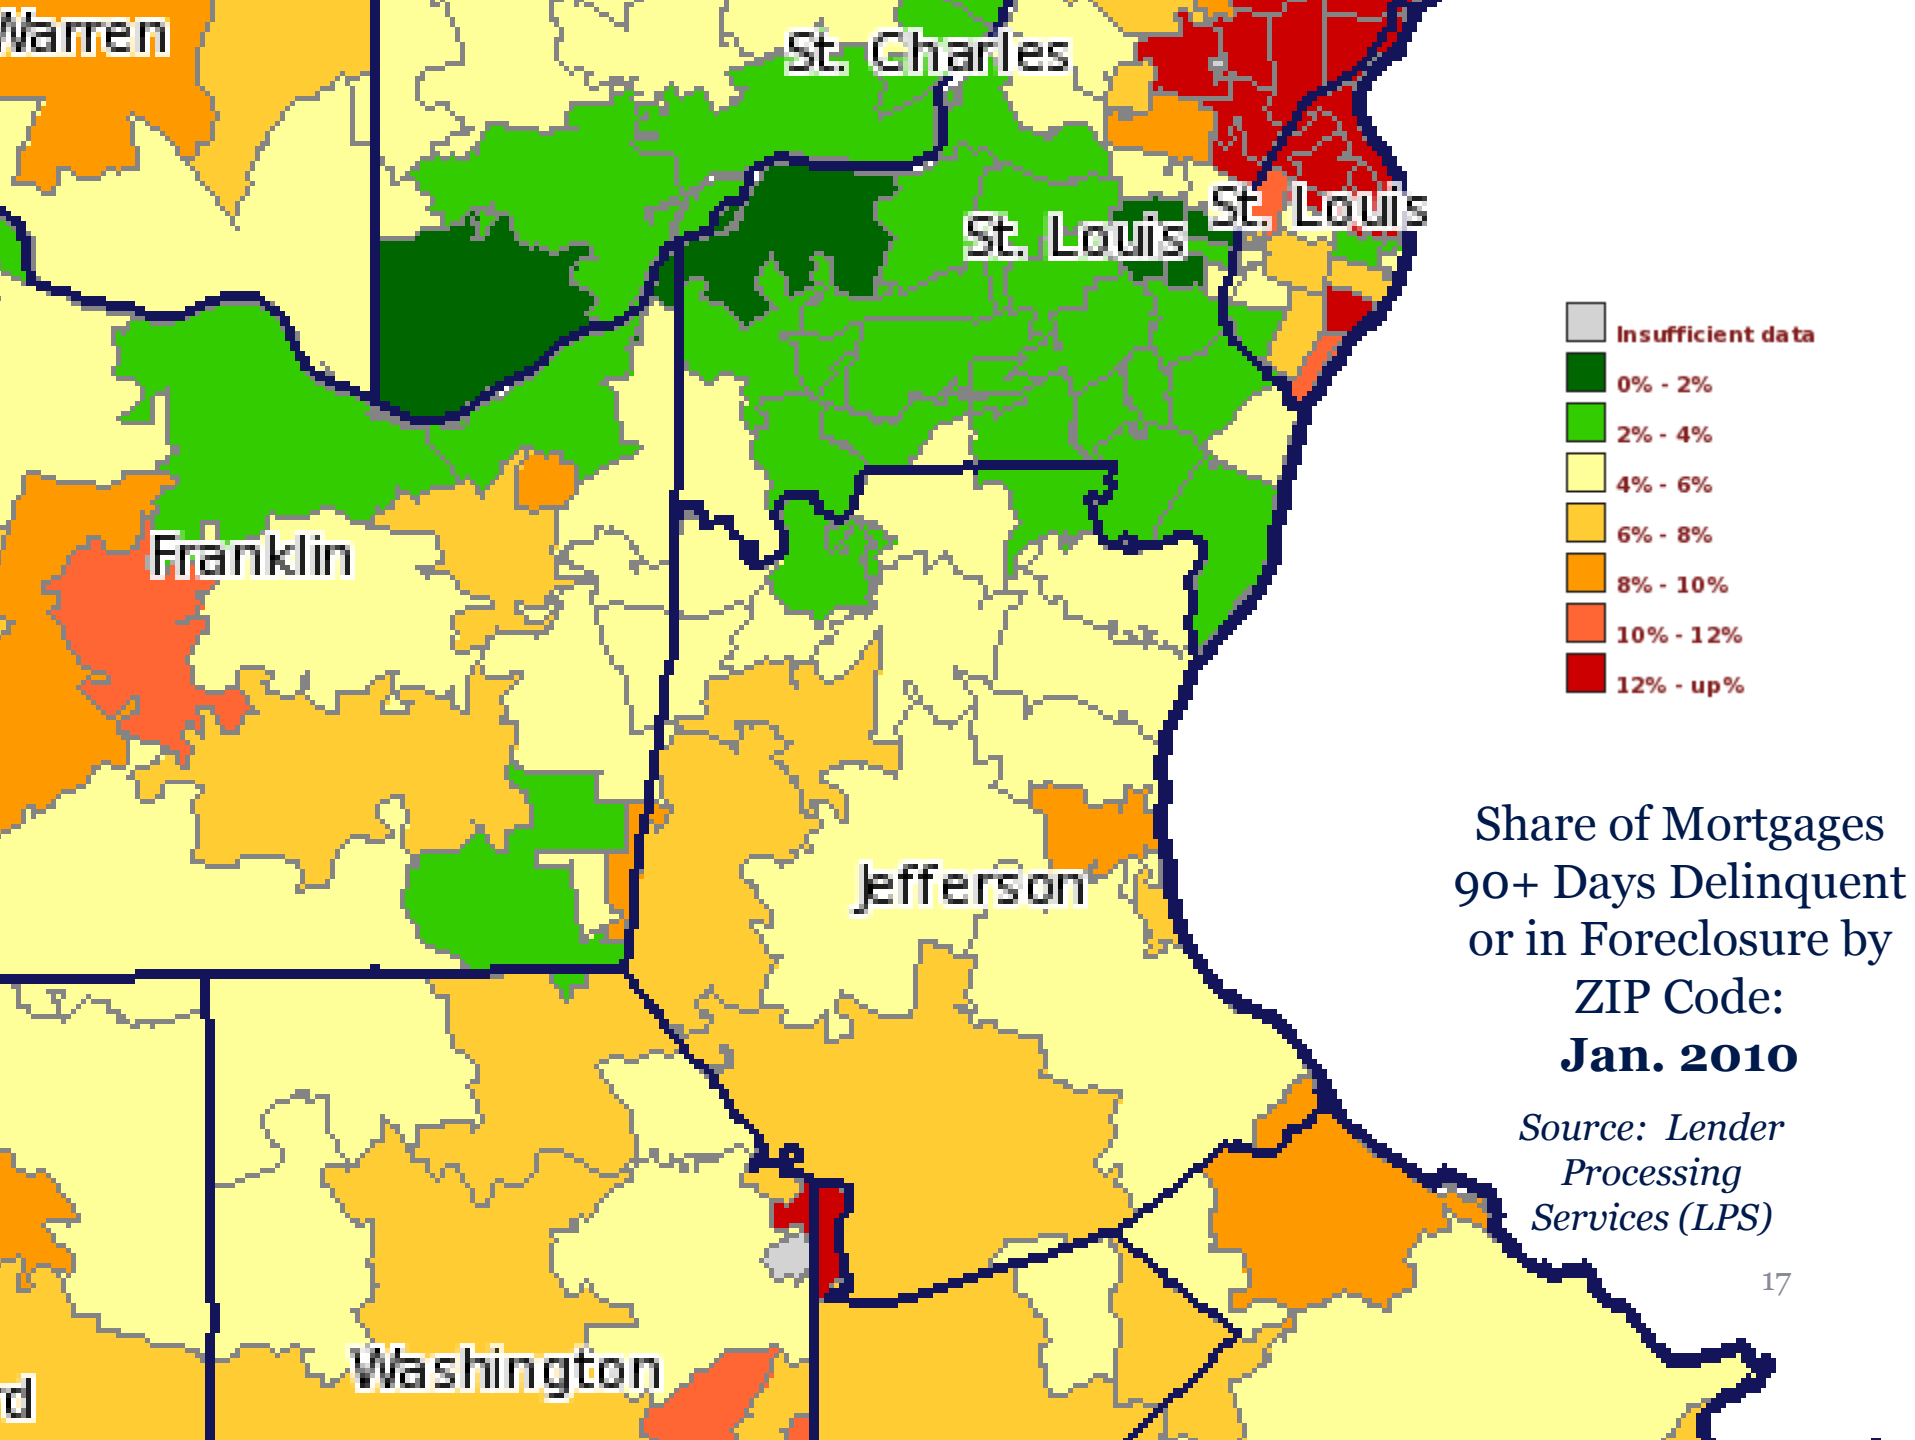 Warren
St. Charles
St. Louis
St. Louis
Franklin
Jefferson
Washington
rd
Insufficient data
0% - 2%
2% - 4%
4% - 6%
6% - 8%
8% - 10%
10% - 12%
12% - up%
Share of Mortgages
90+ Days Delinquent
or in Foreclosure by
ZIP Code:
Jan. 2010
Source: Lender
Processing
Services (LPS)
17